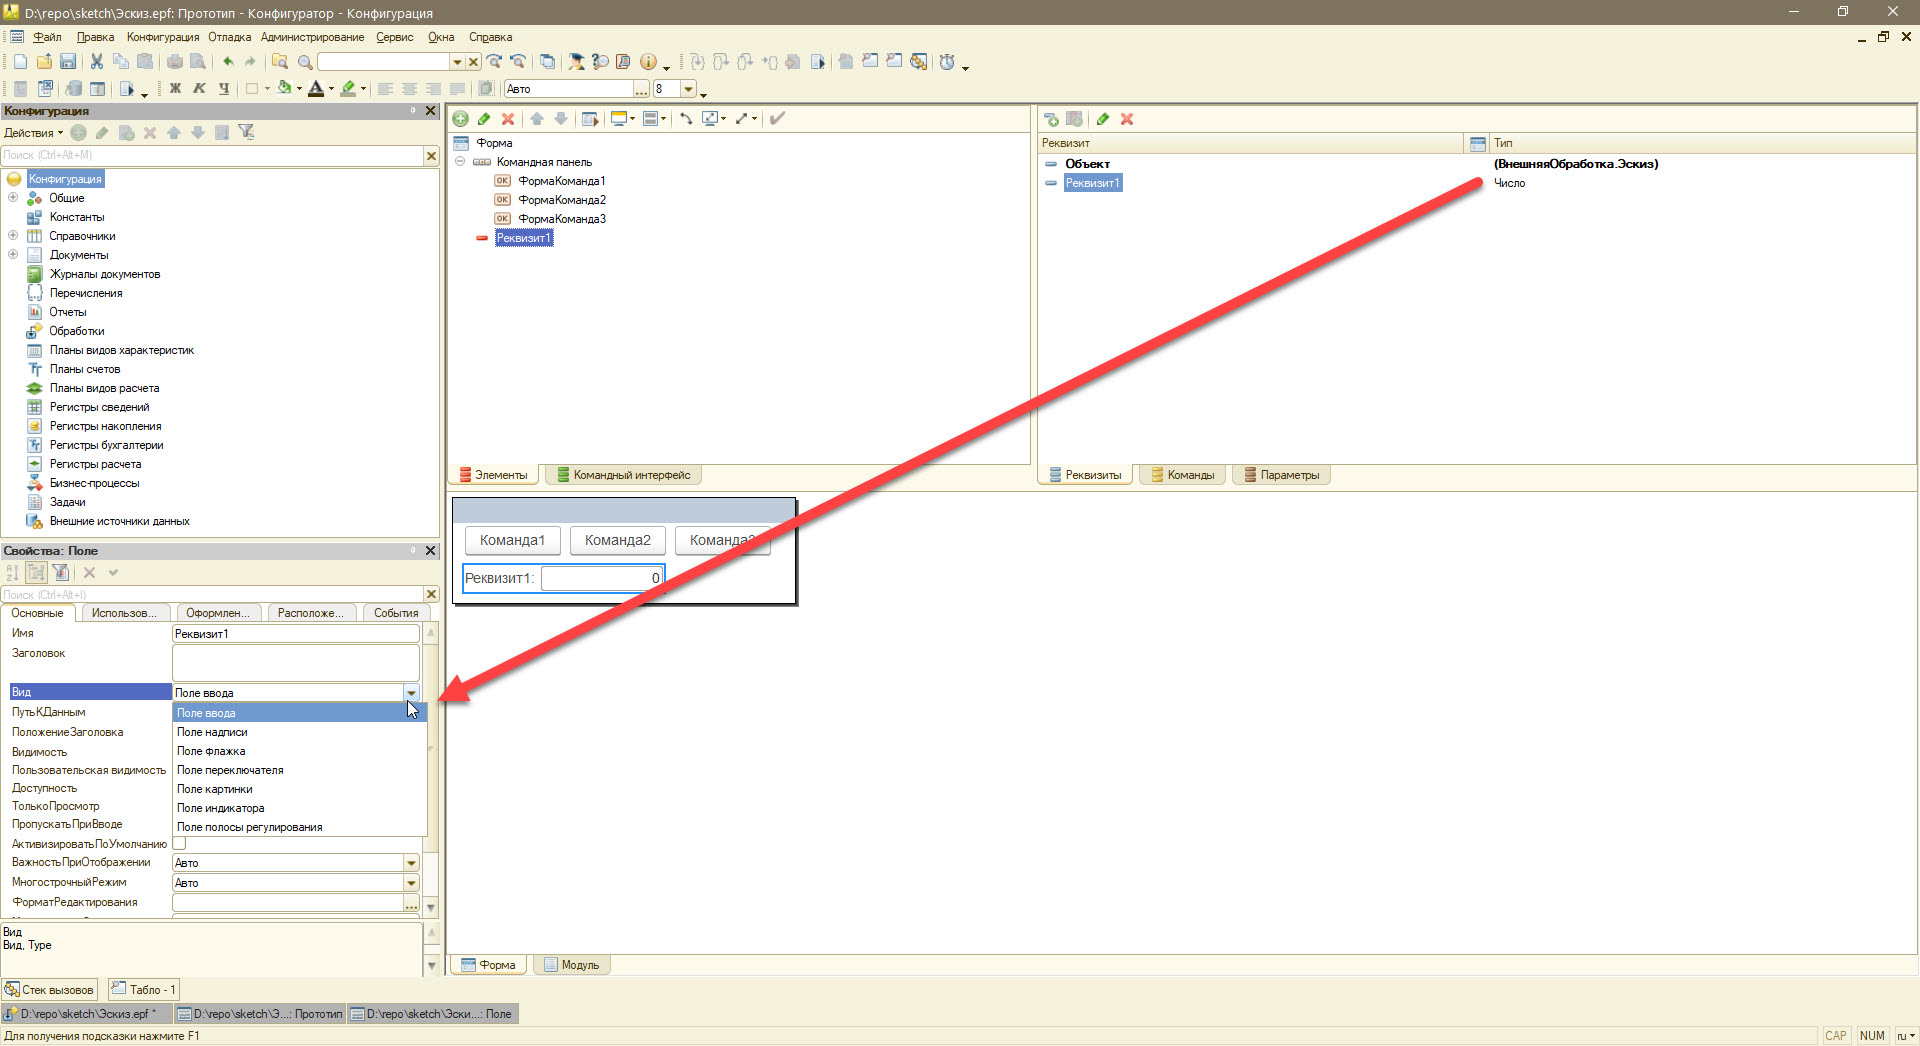 D:\repo\sketch\Эскиз.epf: Прототип - Конфигуратор - Конфигурация
Файл Правка Конфигурация Отладка Администрирование Сервис Окна Справка
Ж К Ч Авто ... 8
Конфигурация
Действия
Поиск (Ctrl+Alt+M)
Конфигурация
Общие
Константы
Справочники
Документы
Журналы документов
Перечисления
Отчеты
Обработки
Планы видов характеристик
Планы счетов
Планы видов расчета
Регистры сведений
Регистры накопления
Регистры бухгалтерии
Регистры расчета
Бизнес-процессы
Задачи
Внешние источники данных
Форма
Командная панель
OK ФормаКоманда1
OK ФормаКоманда2
OK ФормаКоманда3
Реквизит1
Элементы Командный интерфейс
Реквизит Тип
Объект (ВнешняяОбработка.Эскиз)
Реквизит1 Число
Реквизиты Команды Параметры
Команда1 Команда2 Команда3
Реквизит1: 0
Свойства: Поле
Поиск (Ctrl+Alt+I)
Основные Использов... Оформлен... Расположе... События
Имя Реквизит1
Заголовок
Вид Поле ввода
ПутьКДанным
ПоложениеЗаголовка
Видимость
Пользовательская видимость
Доступность
ТолькоПросмотр
ПропускатьПриВводе
Поле ввода
Поле надписи
Поле флажка
Поле переключателя
Поле картинки
Поле индикатора
Поле полосы регулирования
АктивизироватьПоУмолчанию
ВажностьПриОтображении Авто
МногострочныйРежим Авто
ФорматРедактирования ...
Вид
Вид, Type
Форма Модуль
Стек вызовов Табло - 1
D:\repo\sketch\Эскиз.epf * D:\repo\sketch\Э...: Прототип D:\repo\sketch\Эски...: Поле
Для получения подсказки нажмите F1 CAP NUM ru